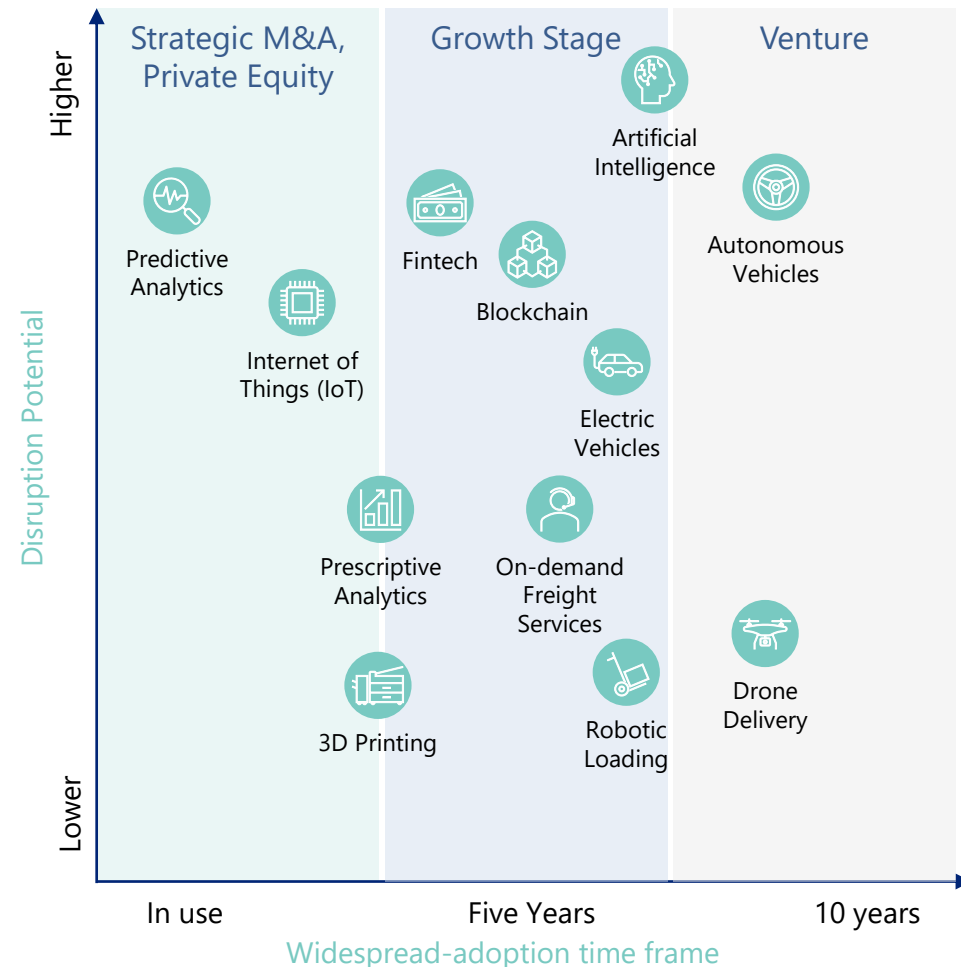 Strategic M&A,
Private Equity
Growth Stage
Venture
Higher
Disruption Potential
Lower
Artificial
Intelligence
Predictive
Analytics
Fintech
Autonomous
Vehicles
Blockchain
Internet of
Things (IoT)
Electric
Vehicles
Prescriptive
Analytics
On-demand
Freight
Services
Drone
Delivery
3D Printing
Robotic
Loading
In use
Five Years
10 years
Widespread-adoption time frame